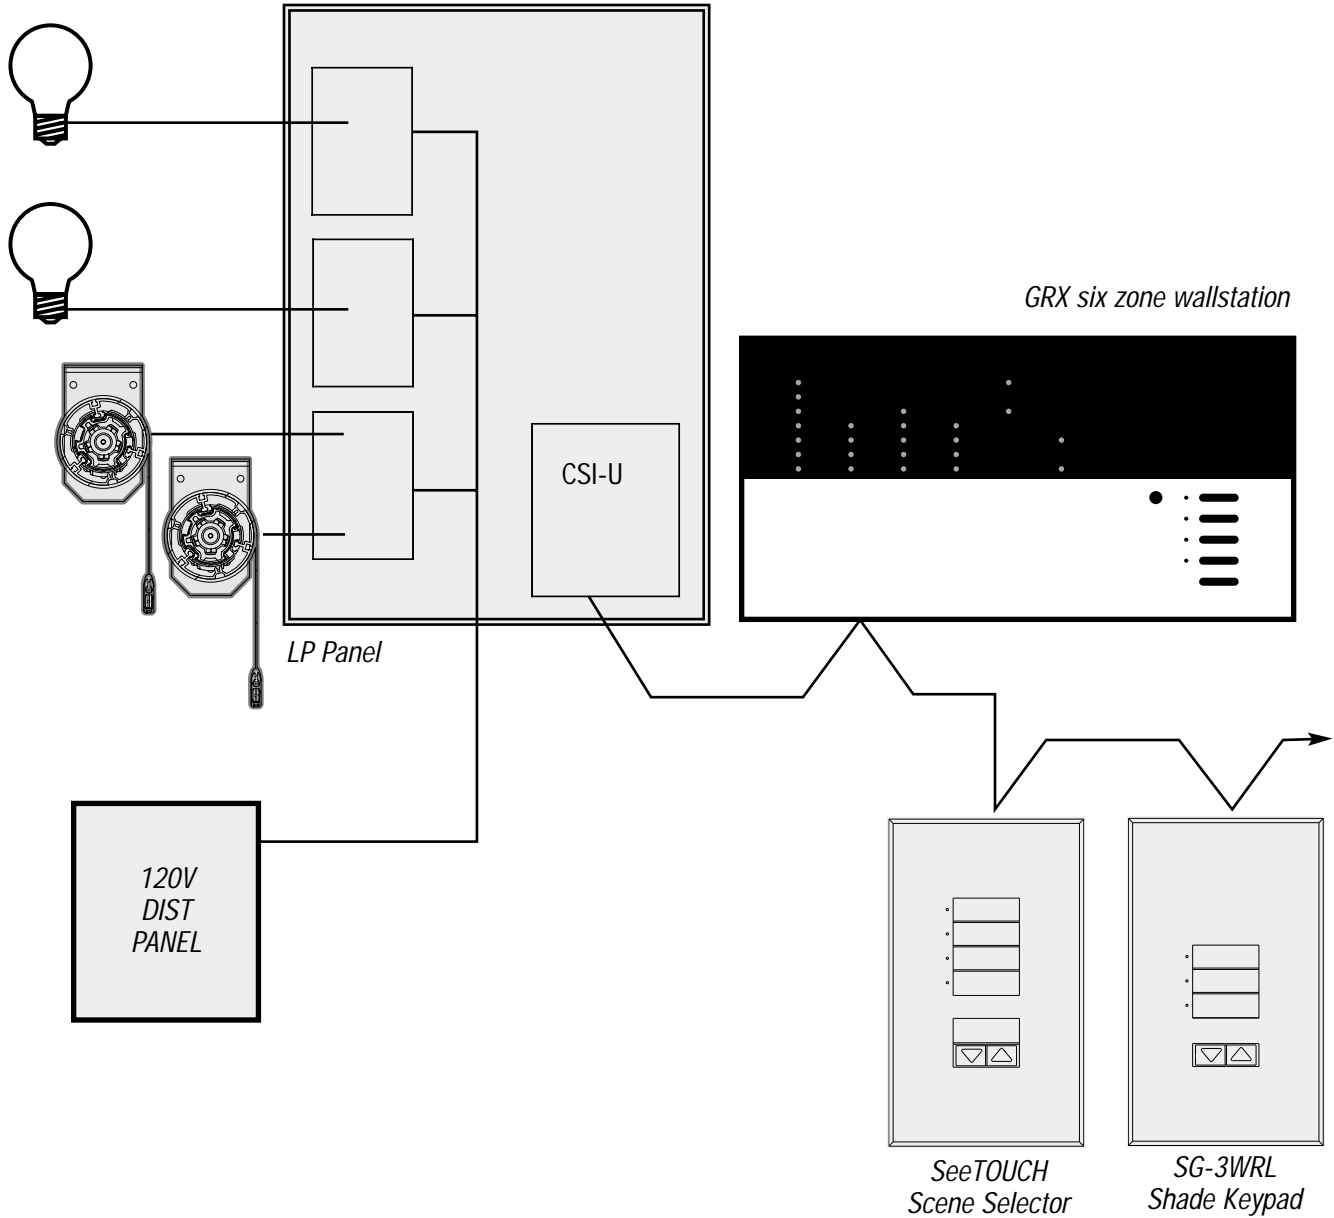 GRX six zone wallstation
CSI-U
LP Panel
120V
DIST
PANEL
SeeTOUCH
Scene Selector
SG-3WRL
Shade Keypad